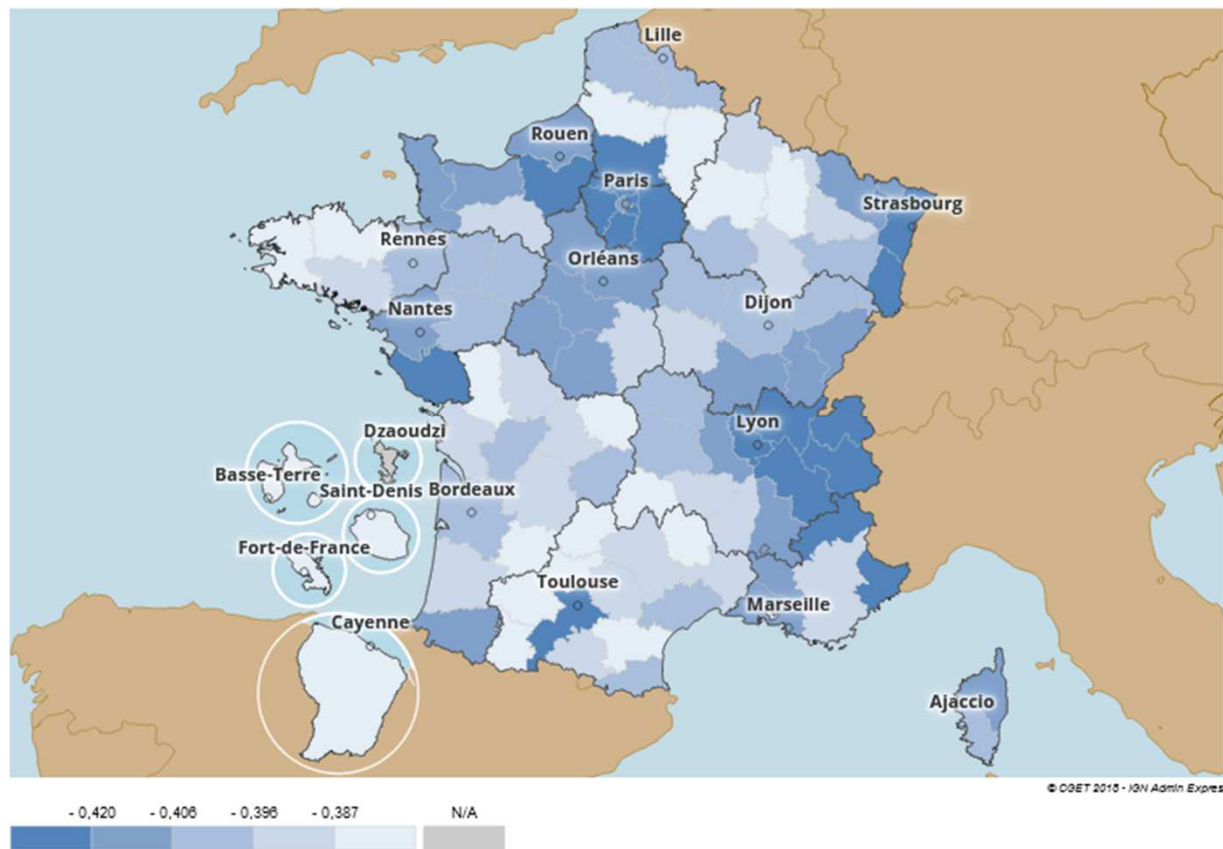 Lille
Rouen
Paris
Strasbourg
Rennes
Orléans
Nantes
Dijon
Dzaoudzi
Lyon
Basse-Terre
Saint-Denis
Bordeaux
Fort-de-France
Toulouse
Marseille
Cayenne
Ajaccio
© CGET 2018 - IGN Admin Express
- 0,420 - 0,406 - 0,396 - 0,387 N/A